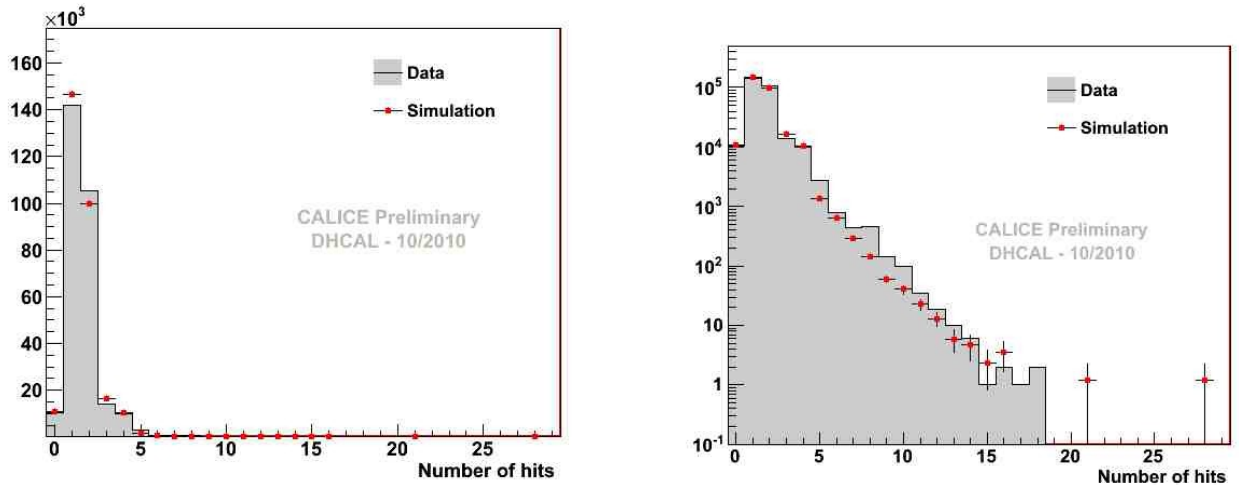 ×10³
160
140
120
100
80
60
40
20
Data
Simulation
CALICE Preliminary
DHCAL - 10/2010
0 5 10 15 20 25
Number of hits
10⁵
10⁴
10³
10²
10
1
10⁻¹
Data
Simulation
CALICE Preliminary
DHCAL - 10/2010
0 5 10 15 20 25
Number of hits